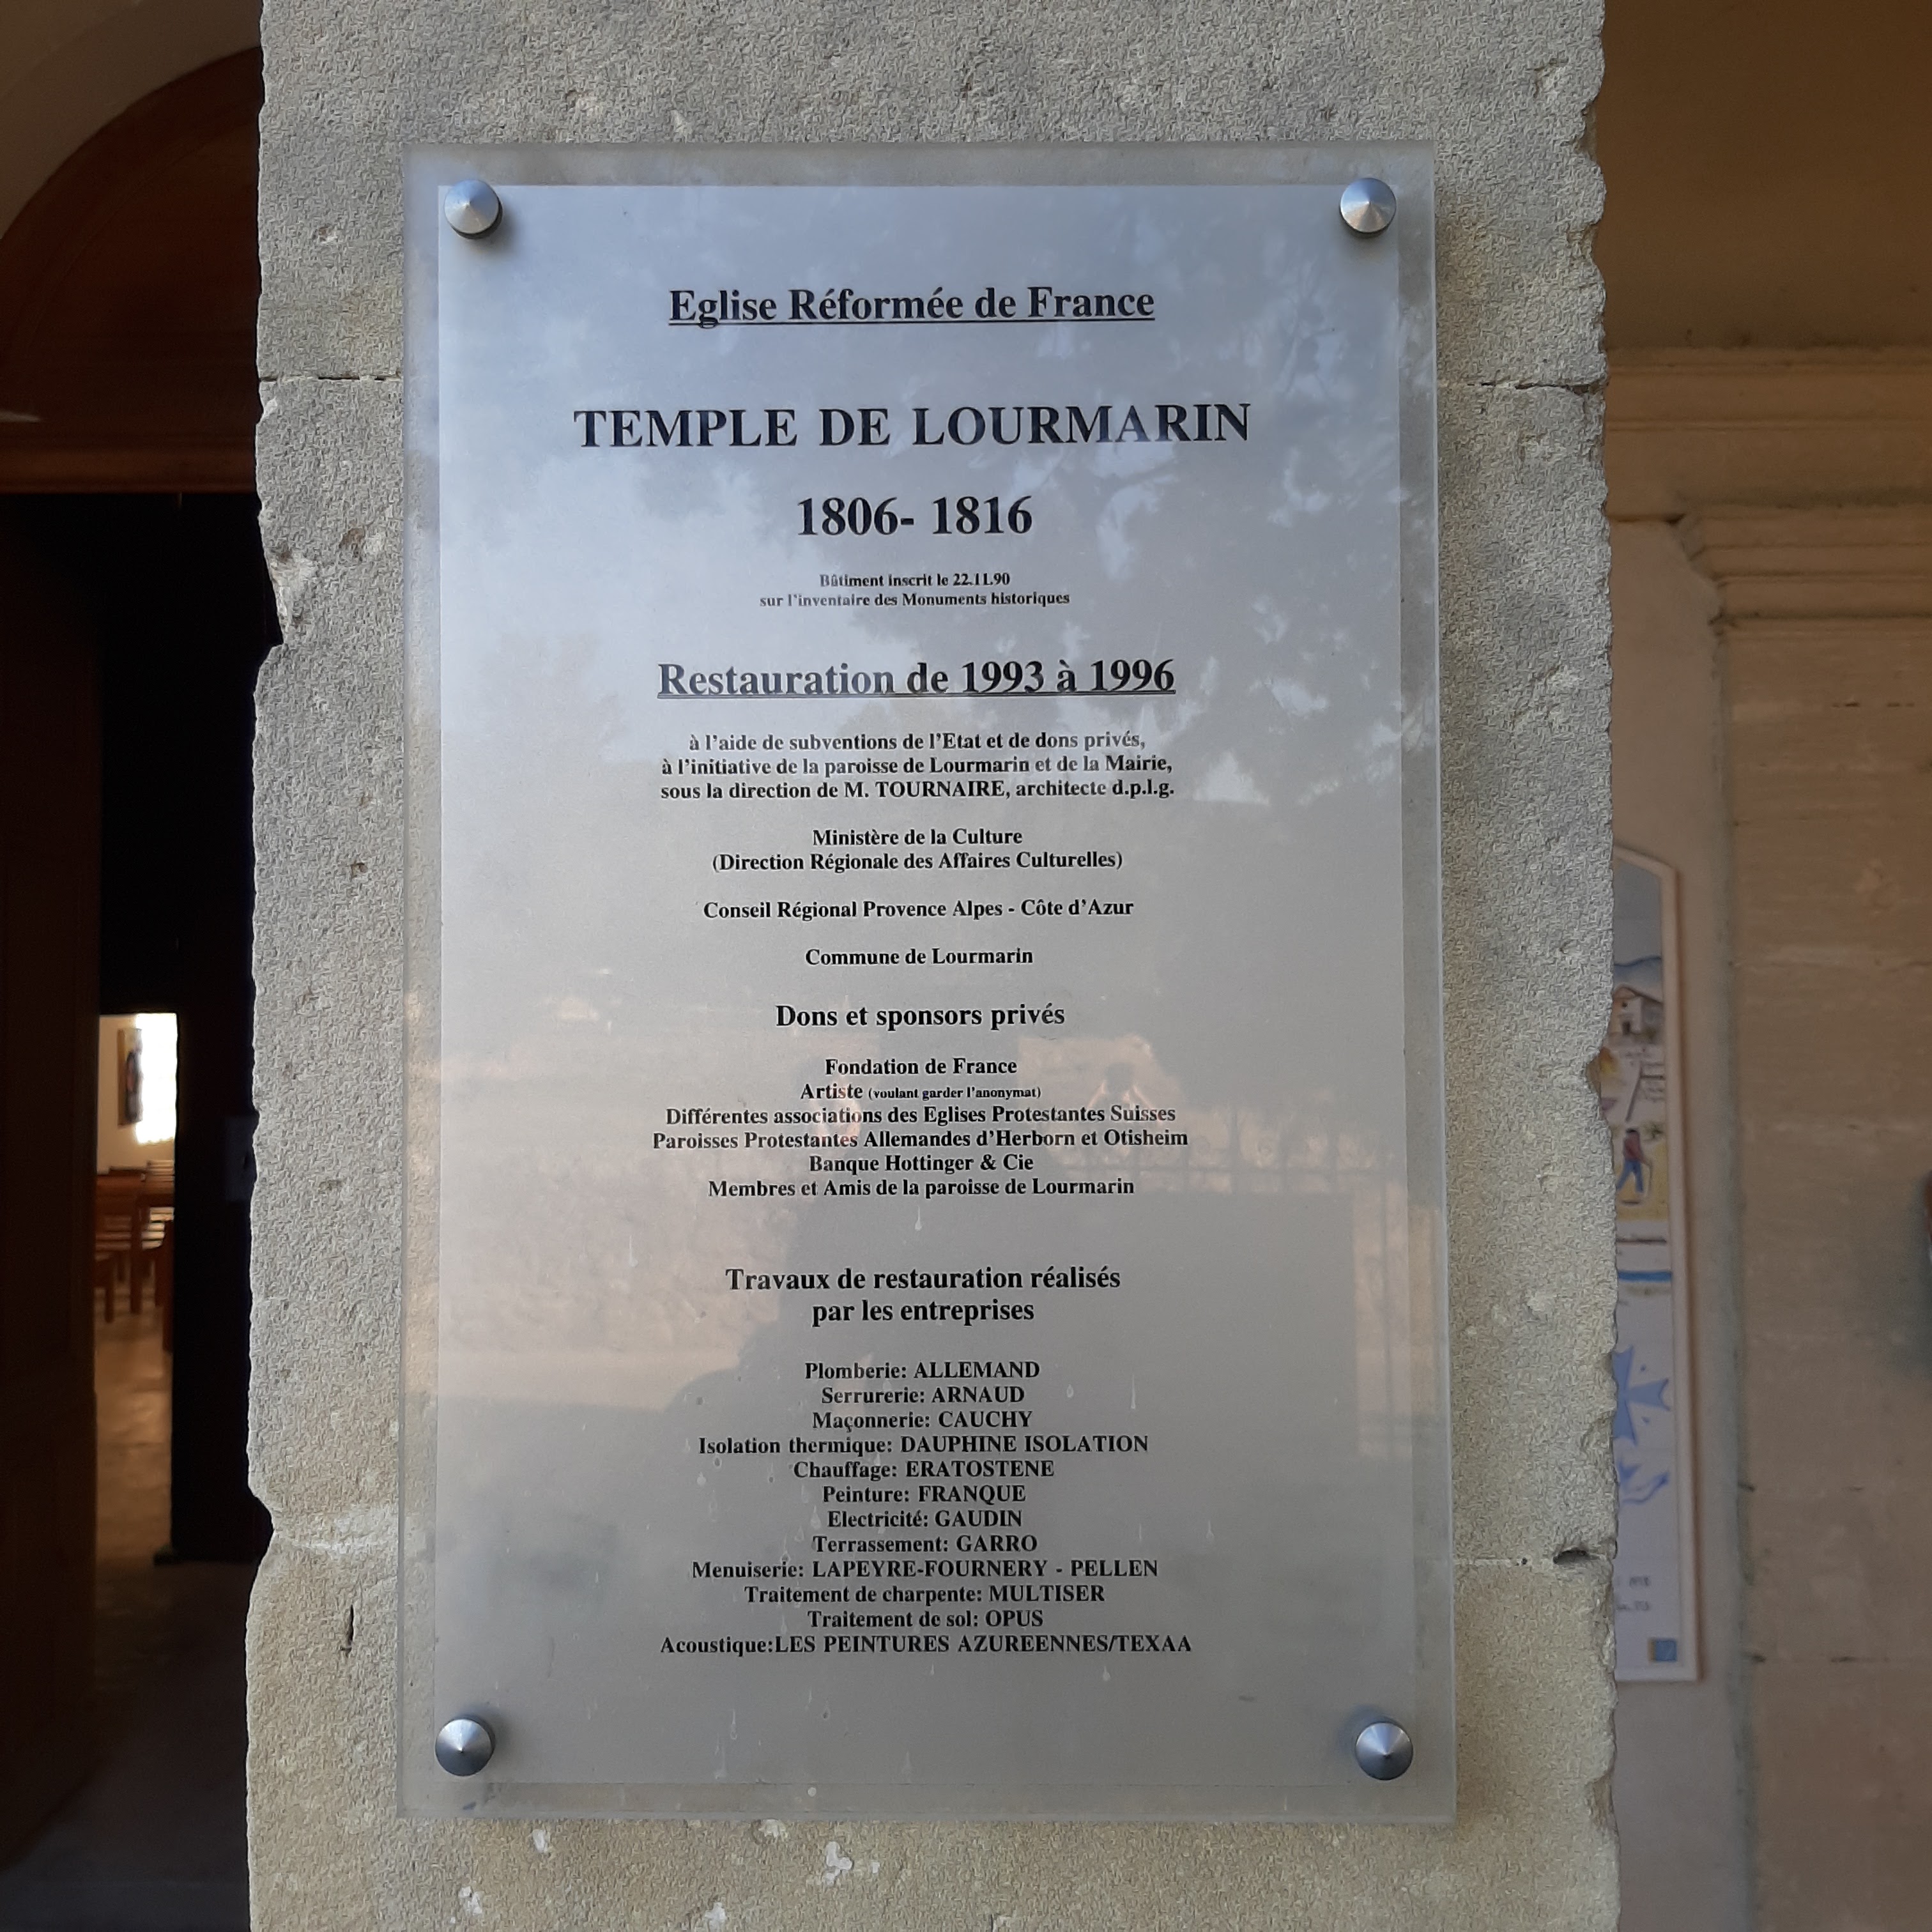 Eglise Réformée de France
TEMPLE DE LOURMARIN
1806- 1816
Bâtiment inscrit le 22.11.90
sur l'inventaire des Monuments historiques
Restauration de 1993 à 1996
à l'aide de subventions de l'Etat et de dons privés,
à l'initiative de la paroisse de Lourmarin et de la Mairie,
sous la direction de M. TOURNAIRE, architecte d.p.l.g.
Ministère de la Culture
(Direction Régionale des Affaires Culturelles)
Conseil Régional Provence Alpes - Côte d'Azur
Commune de Lourmarin
Dons et sponsors privés
Fondation de France
Artiste (voulant garder l'anonymat)
Différentes associations des Eglises Protestantes Suisses
Paroisses Protestantes Allemandes d'Herborn et Otisheim
Banque Hottinger & Cie
Membres et Amis de la paroisse de Lourmarin
Travaux de restauration réalisés
par les entreprises
Plomberie: ALLEMAND
Serrurerie: ARNAUD
Maçonnerie: CAUCHY
Isolation thermique: DAUPHINE ISOLATION
Chauffage: ERATOSTENE
Peinture: FRANQUE
Electricité: GAUDIN
Terrassement: GARRO
Menuiserie: LAPEYRE-FOURNERY - PELLEN
Traitement de charpente: MULTISER
Traitement de sol: OPUS
Acoustique:LES PEINTURES AZUREENNES/TEXAA